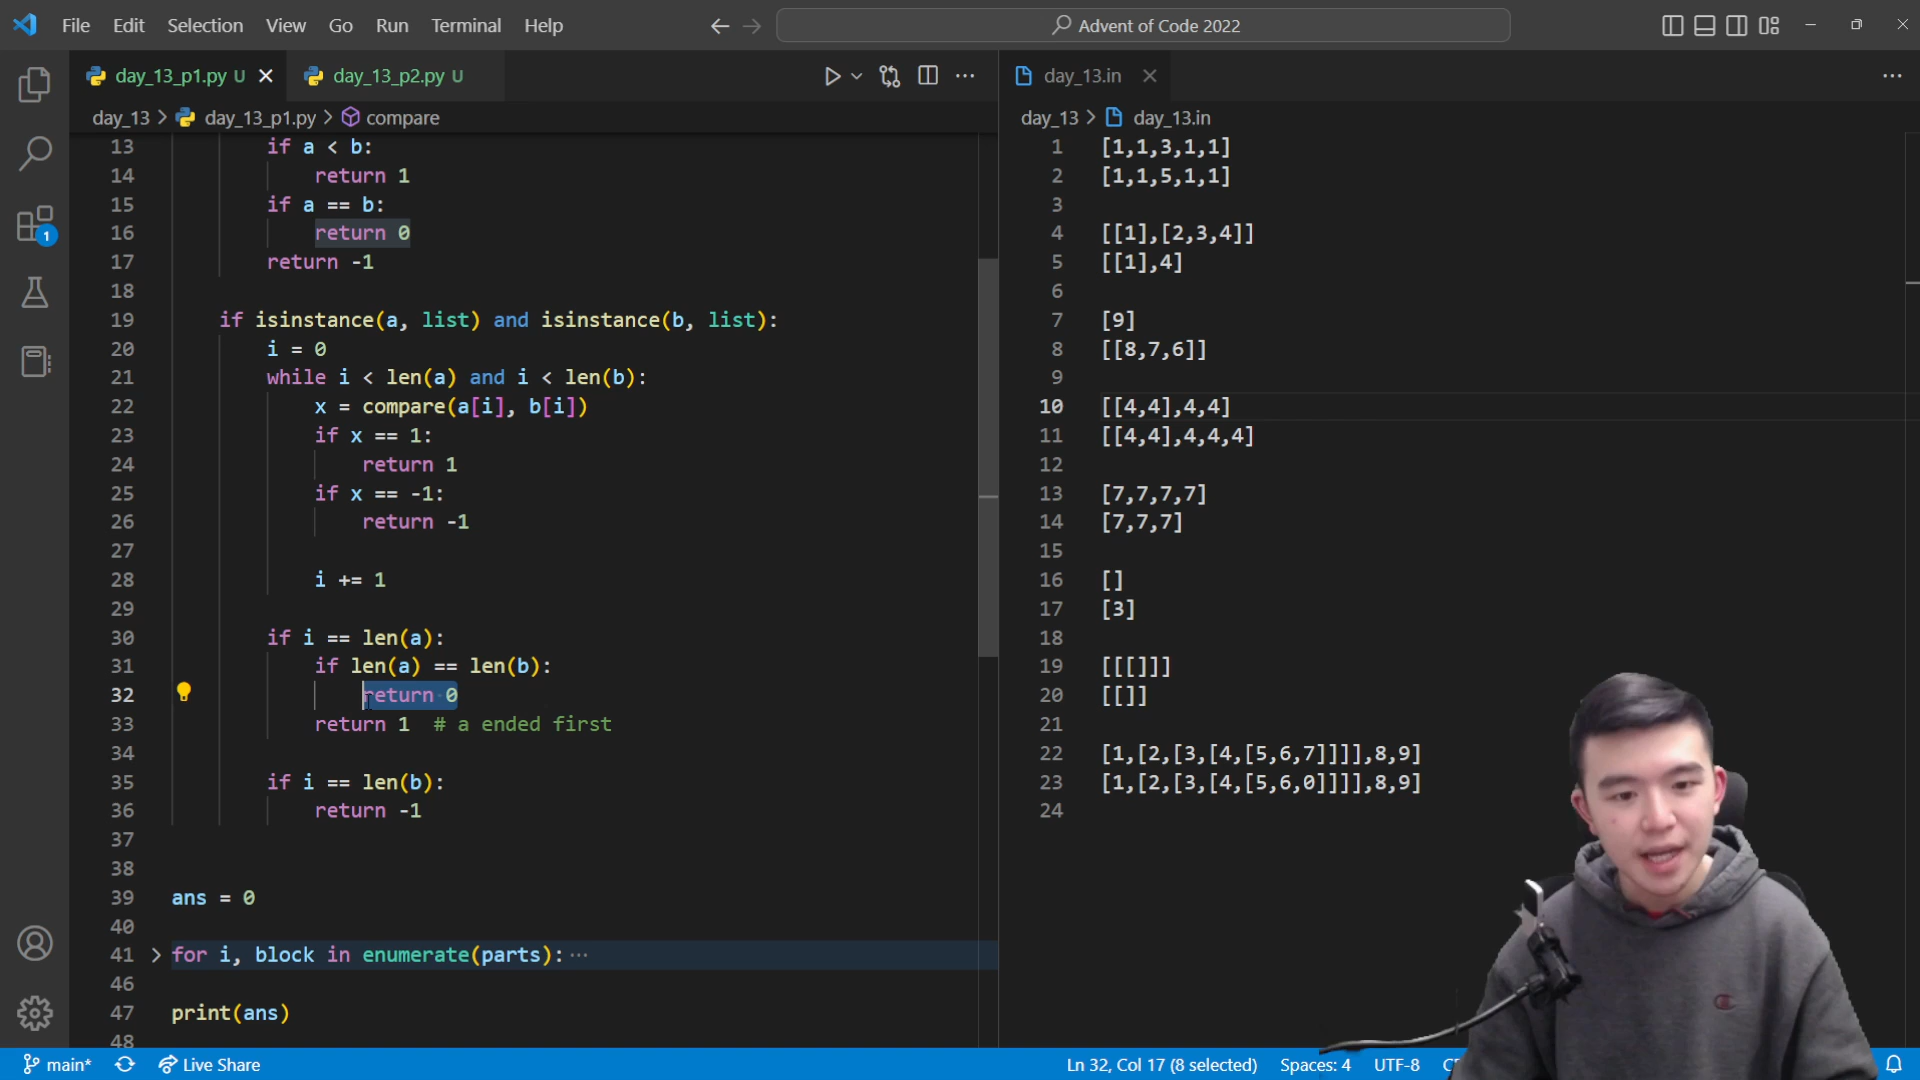 File Edit Selection View Go Run Terminal Help
Advent of Code 2022
day_13_p1.py U
day_13_p2.py U
day_13.in
day_13 > day_13_p1.py > compare
day_13 > day_13.in
13 if a < b:
14 return 1
15 if a == b:
16 return 0
17 return -1
18
19 if isinstance(a, list) and isinstance(b, list):
20 i = 0
21 while i < len(a) and i < len(b):
22 x = compare(a[i], b[i])
23 if x == 1:
24 return 1
25 if x == -1:
26 return -1
27
28 i += 1
29
30 if i == len(a):
31 if len(a) == len(b):
32 return 0
33 return 1 # a ended first
34
35 if i == len(b):
36 return -1
37
38
39 ans = 0
40
41 for i, block in enumerate(parts):
46
47 print(ans)
48
1 [1,1,3,1,1]
2 [1,1,5,1,1]
3
4 [[1],[2,3,4]]
5 [[1],4]
6
7 [9]
8 [[8,7,6]]
9
10 [[4,4],4,4]
11 [[4,4],4,4,4]
12
13 [7,7,7,7]
14 [7,7,7]
15
16 []
17 [3]
18
19 [[[]]]
20 [[]]
21
22 [1,[2,[3,[4,[5,6,7]]]],8,9]
23 [1,[2,[3,[4,[5,6,0]]]],8,9]
24
1
main* Live Share
Ln 32, Col 17 (8 selected) Spaces: 4 UTF-8